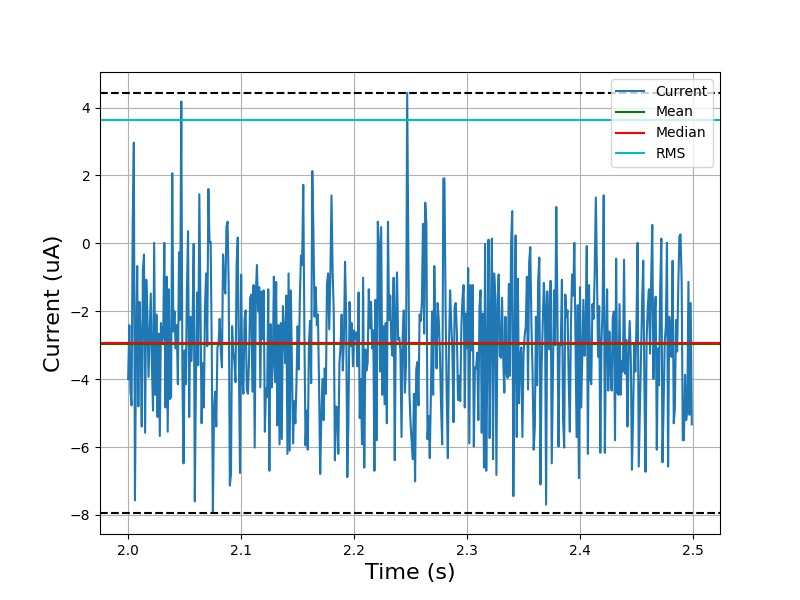 Current (uA)
4
2
0
−2
−4
−6
−8
Current
Mean
Median
RMS
2.0 2.1 2.2 2.3 2.4 2.5
Time (s)